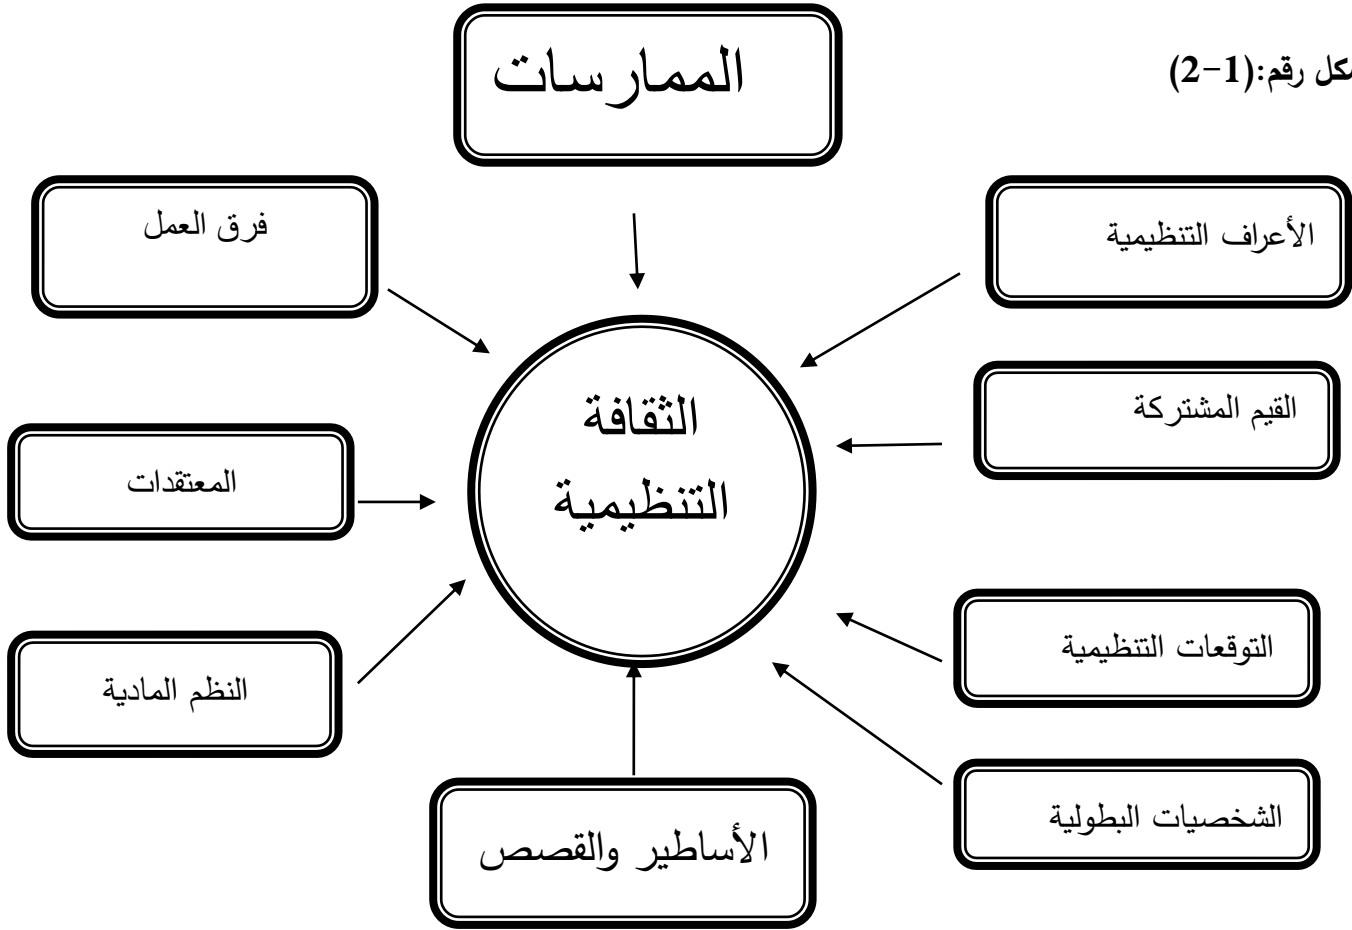 رقم:(1-2)
الممارسات
الأعراف التنظيمية
فرق العمل
القيم المشتركة
الثقافة
التنظيمية
المعتقدات
التوقعات التنظيمية
النظم المادية
الشخصيات البطولية
الأساطير والقصص